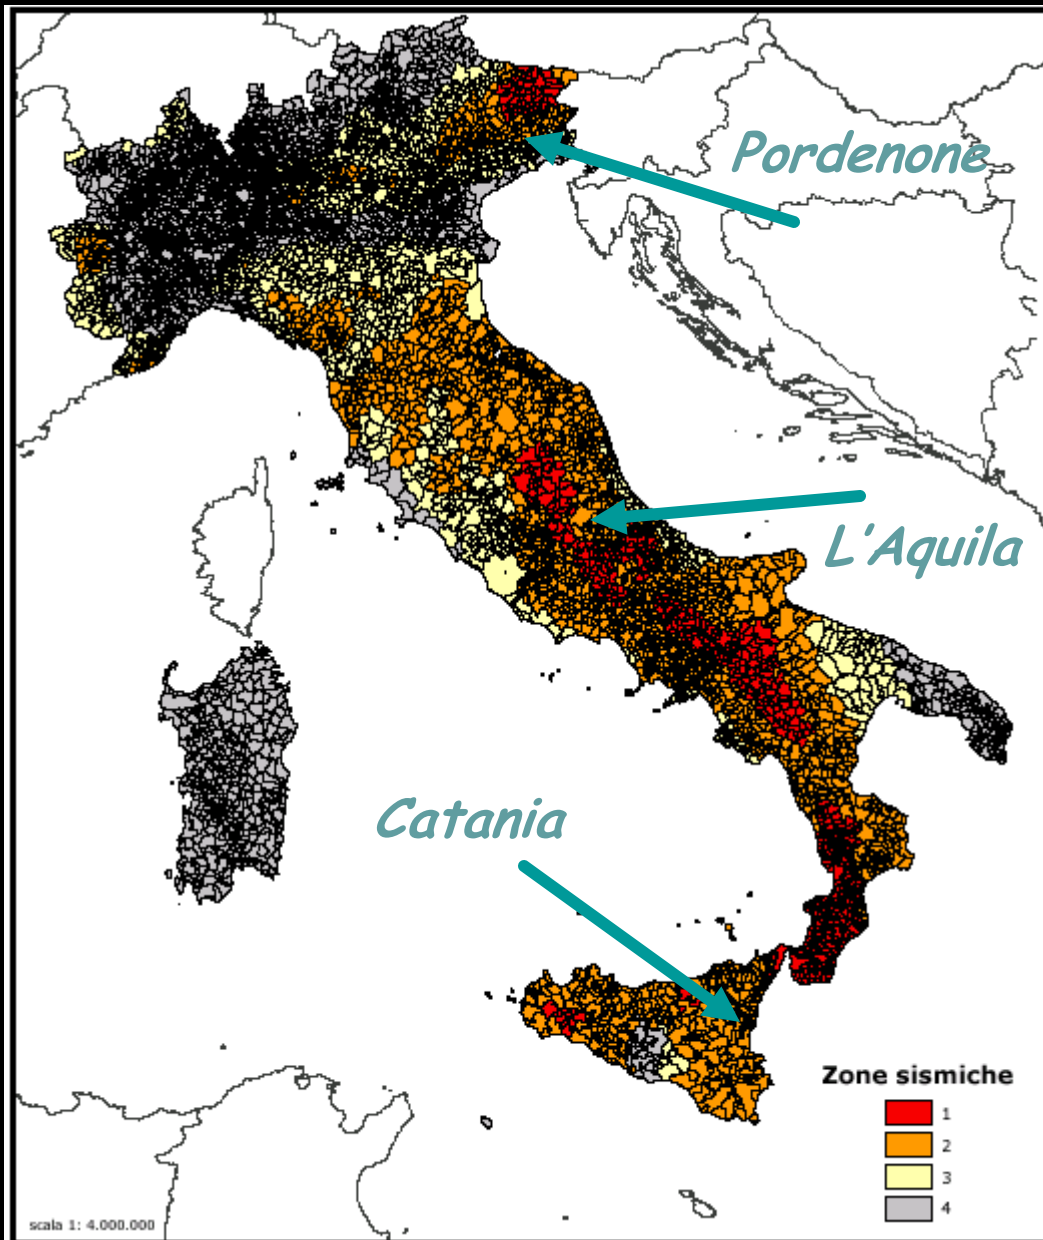 Pordenone
L'Aquila
Catania
Zone sismiche
1
2
3
4
scala 1: 4.000.000